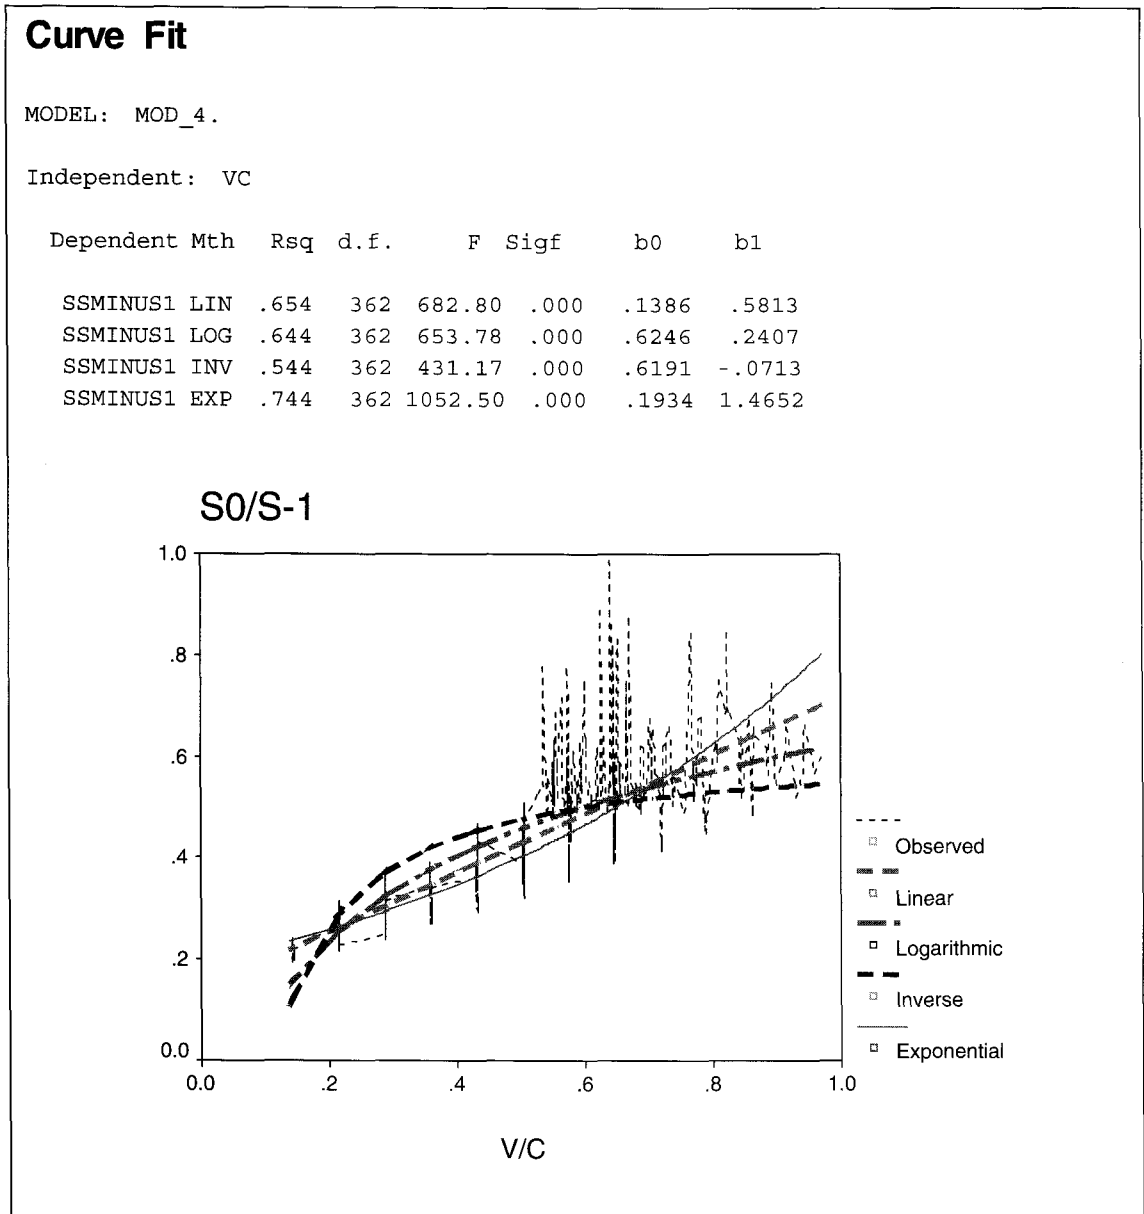 Curve Fit
MODEL: MOD_4.
Independent: VC
Dependent Mth Rsq d.f. F Sigf b0 b1
SSMINUS1 LIN .654 362 682.80 .000 .1386 .5813
SSMINUS1 LOG .644 362 653.78 .000 .6246 .2407
SSMINUS1 INV .544 362 431.17 .000 .6191 -.0713
SSMINUS1 EXP .744 362 1052.50 .000 .1934 1.4652
S0/S-1
1.0
.8
.6
.4
.2
0.0
0.0 .2 .4 .6 .8 1.0
V/C
Observed
Linear
Logarithmic
Inverse
Exponential